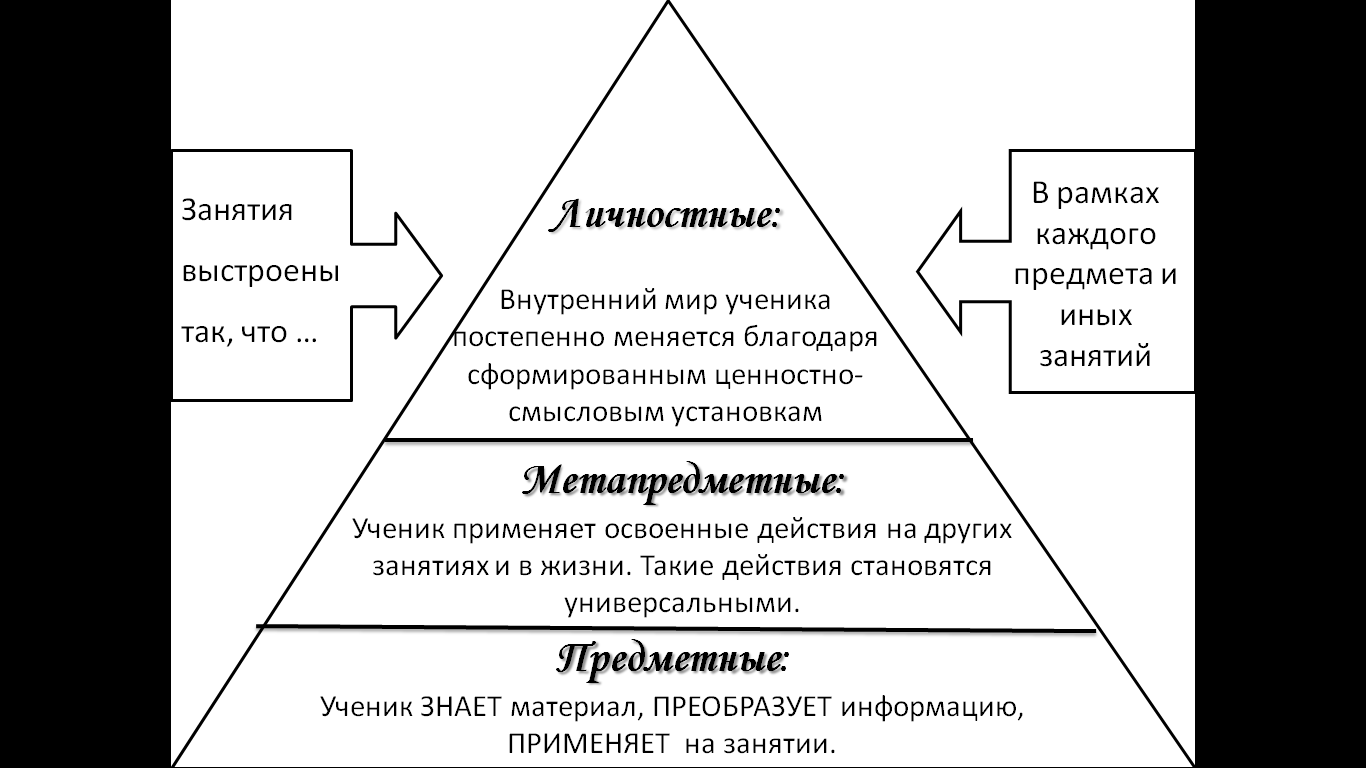 Занятия
выстроены
так, что ...
Личностные:
Внутренний мир ученика
постепенно меняется благодаря
сформированным ценностно-
смысловым установкам
В рамках
каждого
предмета и
иных
занятий
Метапредметные:
Ученик применяет освоенные действия на других
занятиях и в жизни. Такие действия становятся
универсальными.
Предметные:
Ученик ЗНАЕТ материал, ПРЕОБРАЗУЕТ информацию,
ПРИМЕНЯЕТ на занятии.